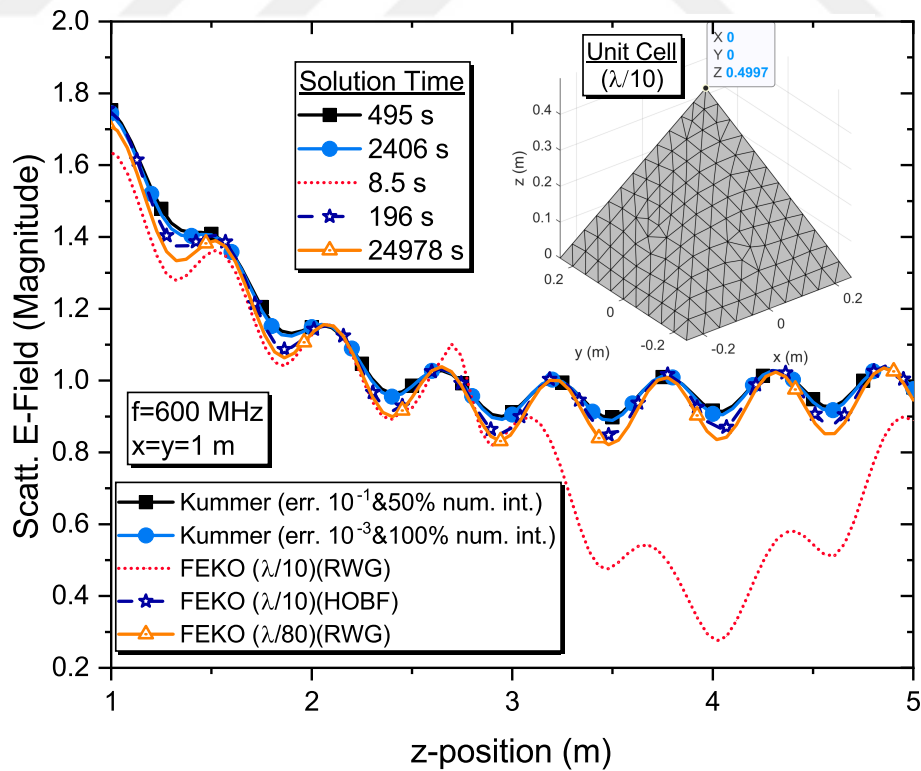 2.0
1.8
1.6
1.4
1.2
1.0
0.8
0.6
0.4
0.2
Scatt. E-Field (Magnitude)
1
2
3
4
5
z-position (m)
Solution Time
495 s
2406 s
8.5 s
196 s
24978 s
Unit Cell
(λ/10)
X 0
Y 0
Z 0.4997
0.4
0.3
0.2
0.1
0
z (m)
0.2
0
-0.2
y (m)
-0.2
0
0.2
x (m)
f=600 MHz
x=y=1 m
Kummer (err. 10⁻¹&50% num. int.)
Kummer (err. 10⁻³&100% num. int.)
FEKO (λ/10)(RWG)
FEKO (λ/10)(HOBF)
FEKO (λ/80)(RWG)